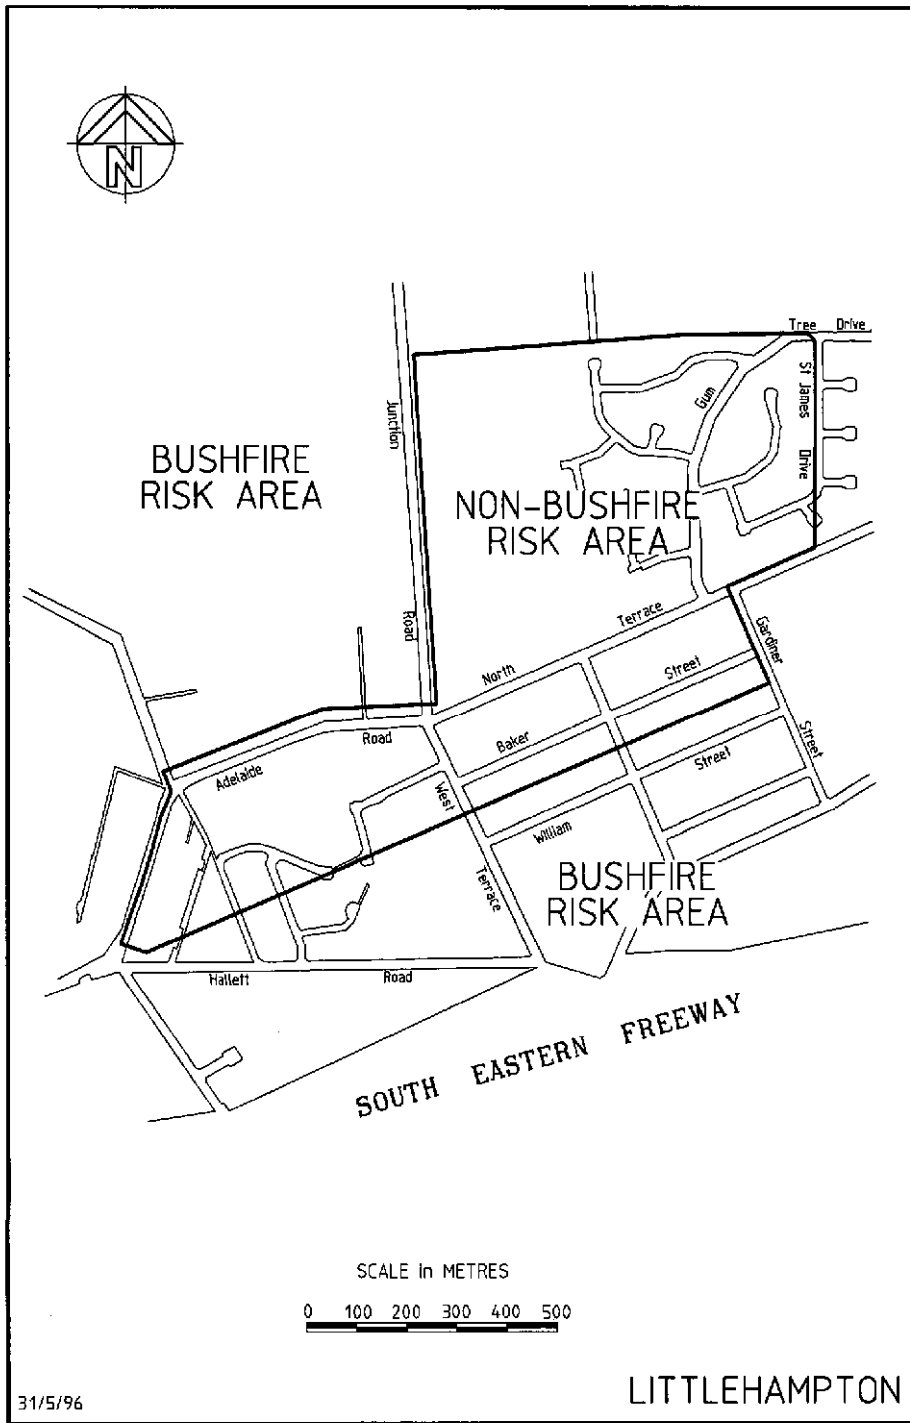 N
Tree Drive
St James Drive
Gum
Junction
Road
BUSHFIRE
RISK AREA
NON-BUSHFIRE
RISK AREA
North
Terrace
Gardiner
Street
Baker
Street
Adelaide
Road
West
Terrace
William
Street
BUSHFIRE
RISK AREA
Hallett
Road
SOUTH EASTERN FREEWAY
SCALE in METRES
0 100 200 300 400 500
31/5/96
LITTLEHAMPTON